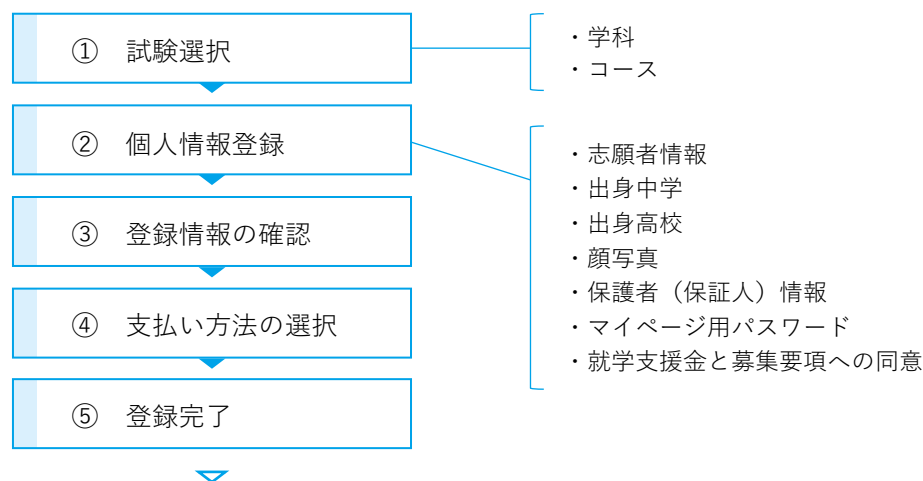 ① 試験選択
・学科
・コース
② 個人情報登録
・志願者情報
・出身中学
・出身高校
・顔写真
・保護者（保証人）情報
・マイページ用パスワード
・就学支援金と募集要項への同意
③ 登録情報の確認
④ 支払い方法の選択
⑤ 登録完了